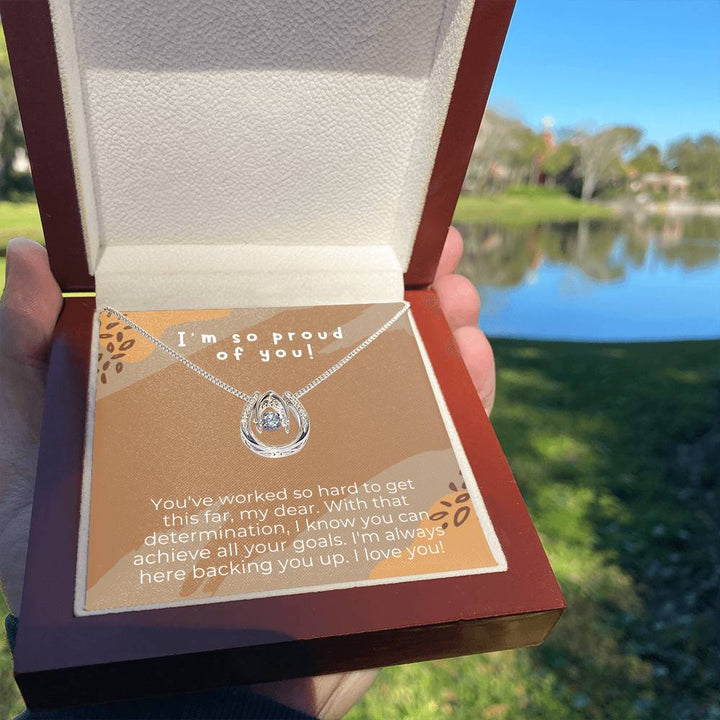 I'm so proud
of you!
You've worked so hard to get
this far, my dear. With that
determination, I know you can
achieve all your goals. I'm always
here backing you up. I love you!